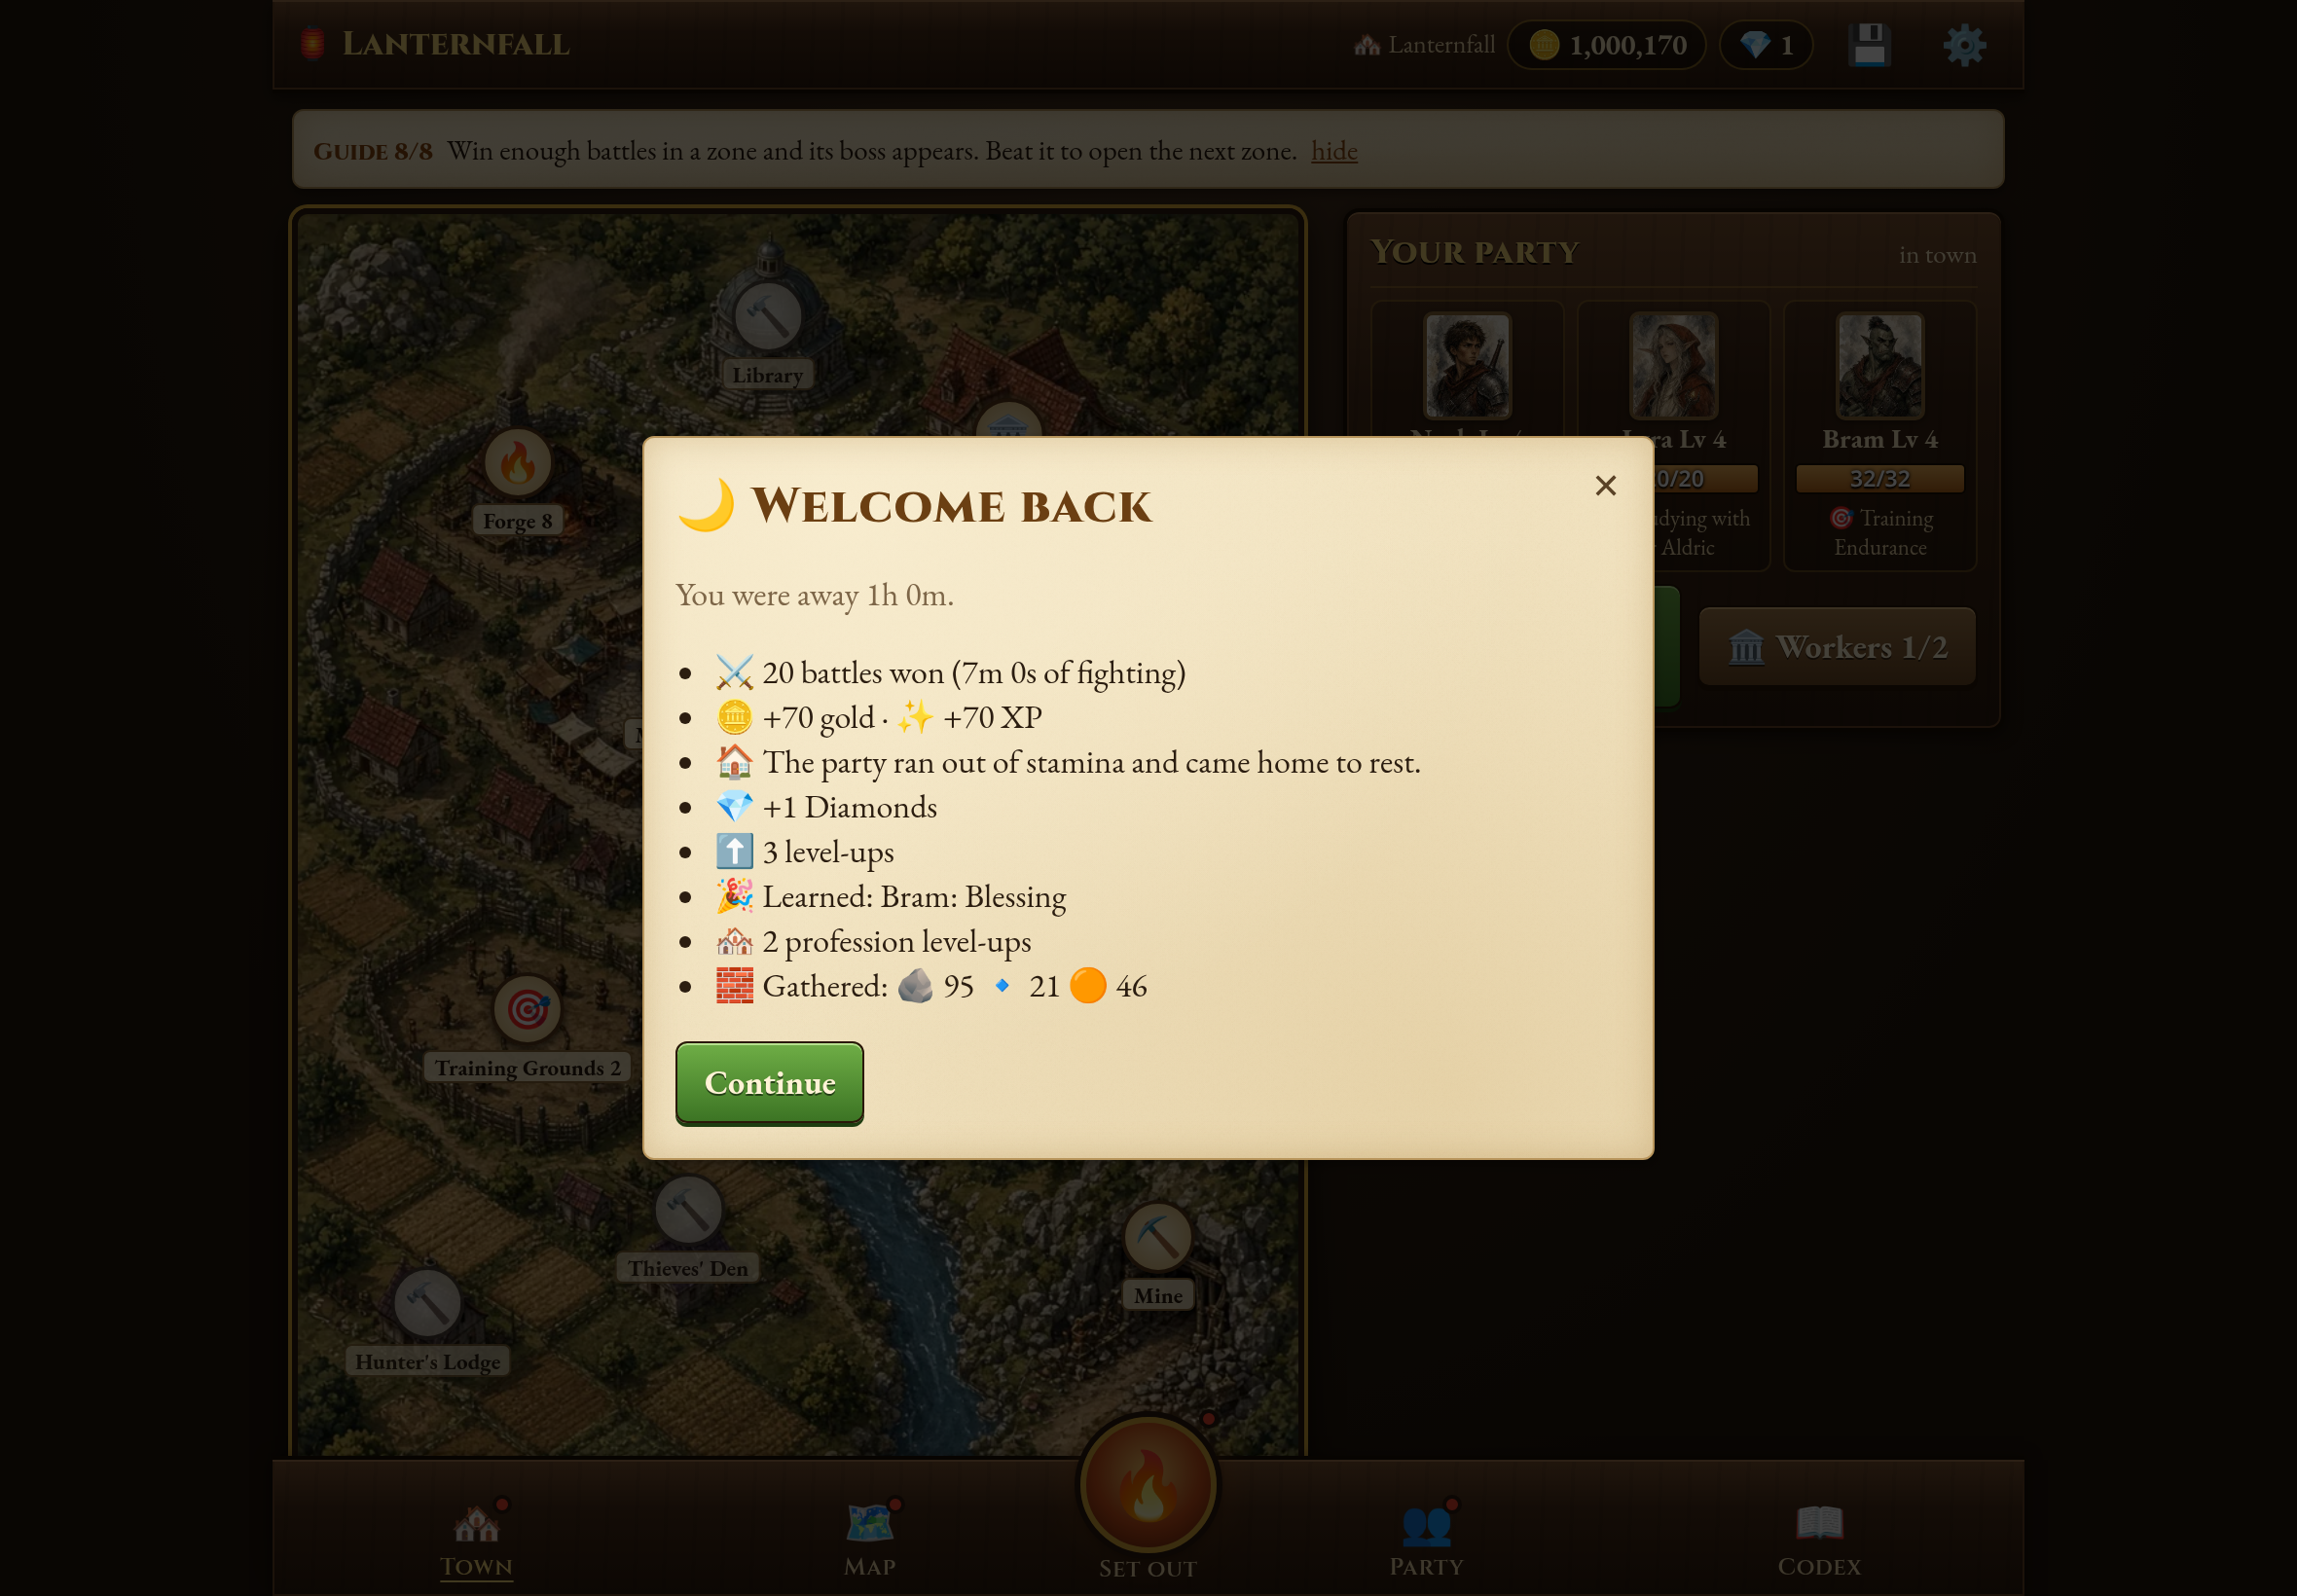 Lanternfall
Lanternfall
1,000,170
1
Guide 8/8 Win enough battles in a zone and its boss appears. Beat it to open the next zone. hide
Library
Forge 8
Your party
in town
Lv 4
Bram Lv 4
/20
32/32
with
Aldric
Training
Endurance
Workers 1/2
Welcome back
×
You were away 1h 0m.
20 battles won (7m 0s of fighting)
+70 gold · +70 XP
The party ran out of stamina and came home to rest.
+1 Diamonds
3 level-ups
Learned: Bram: Blessing
2 profession level-ups
Gathered: 95 21 46
Continue
Training Grounds 2
Thieves' Den
Mine
Hunter's Lodge
Town
Map
Set out
Party
Codex